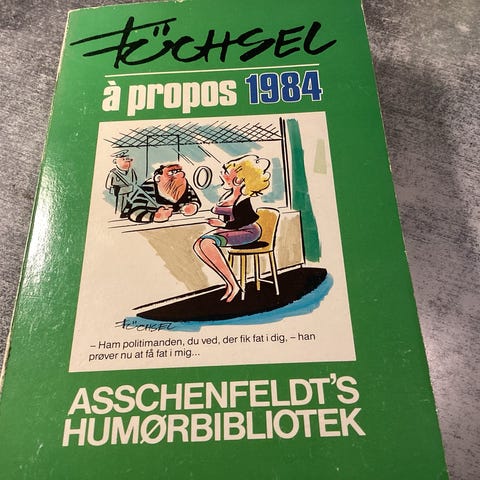 FÜCHSEL
à propos 1984
FÜCHSEL
– Ham politimanden, du ved, der fik fat i dig, – han
prøver nu at få fat i mig...
ASSCHENFELDT'S
HUMØRBIBLIOTEK